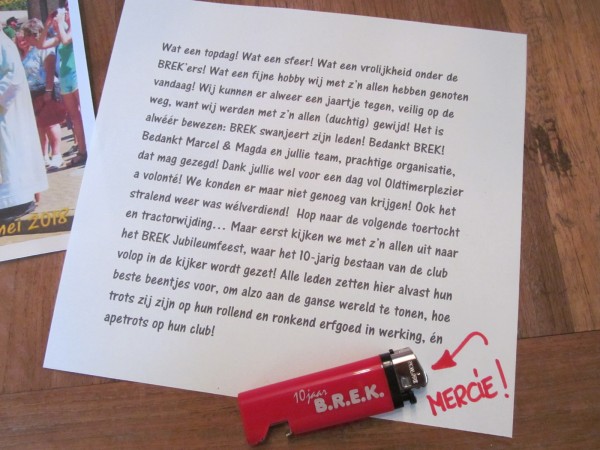 Wat een topdag! Wat een sfeer! Wat een vrolijkheid onder de
BREK'ers! Wat een fijne hobby wij met z'n allen hebben genoten
vandaag! Wij kunnen er alweer een jaartje tegen, veilig op de
weg, want wij werden met z'n allen (duchtig) gewijd! Het is
alwéér bewezen: BREK swanjeert zijn leden! Bedankt BREK!
Bedankt Marcel & Magda en jullie team, prachtige organisatie,
dat mag gezegd! Dank jullie wel voor een dag vol Oldtimerplezier
a volonté! We konden er maar niet genoeg van krijgen! Ook het
stralend weer was wélverdiend! Hop naar de volgende toertocht
en tractorwijding... Maar eerst kijken we met z'n allen uit naar
het BREK Jubileumfeest, waar het 10-jarig bestaan van de club
volop in de kijker wordt gezet! Alle leden zetten hier alvast hun
beste beentjes voor, om alzo aan de ganse wereld te tonen, hoe
trots zij zijn op hun rollend en ronkend erfgoed in werking, én
apetrots op hun club!
mei 2018
10 jaar
B.R.E.K.
MERCIE!